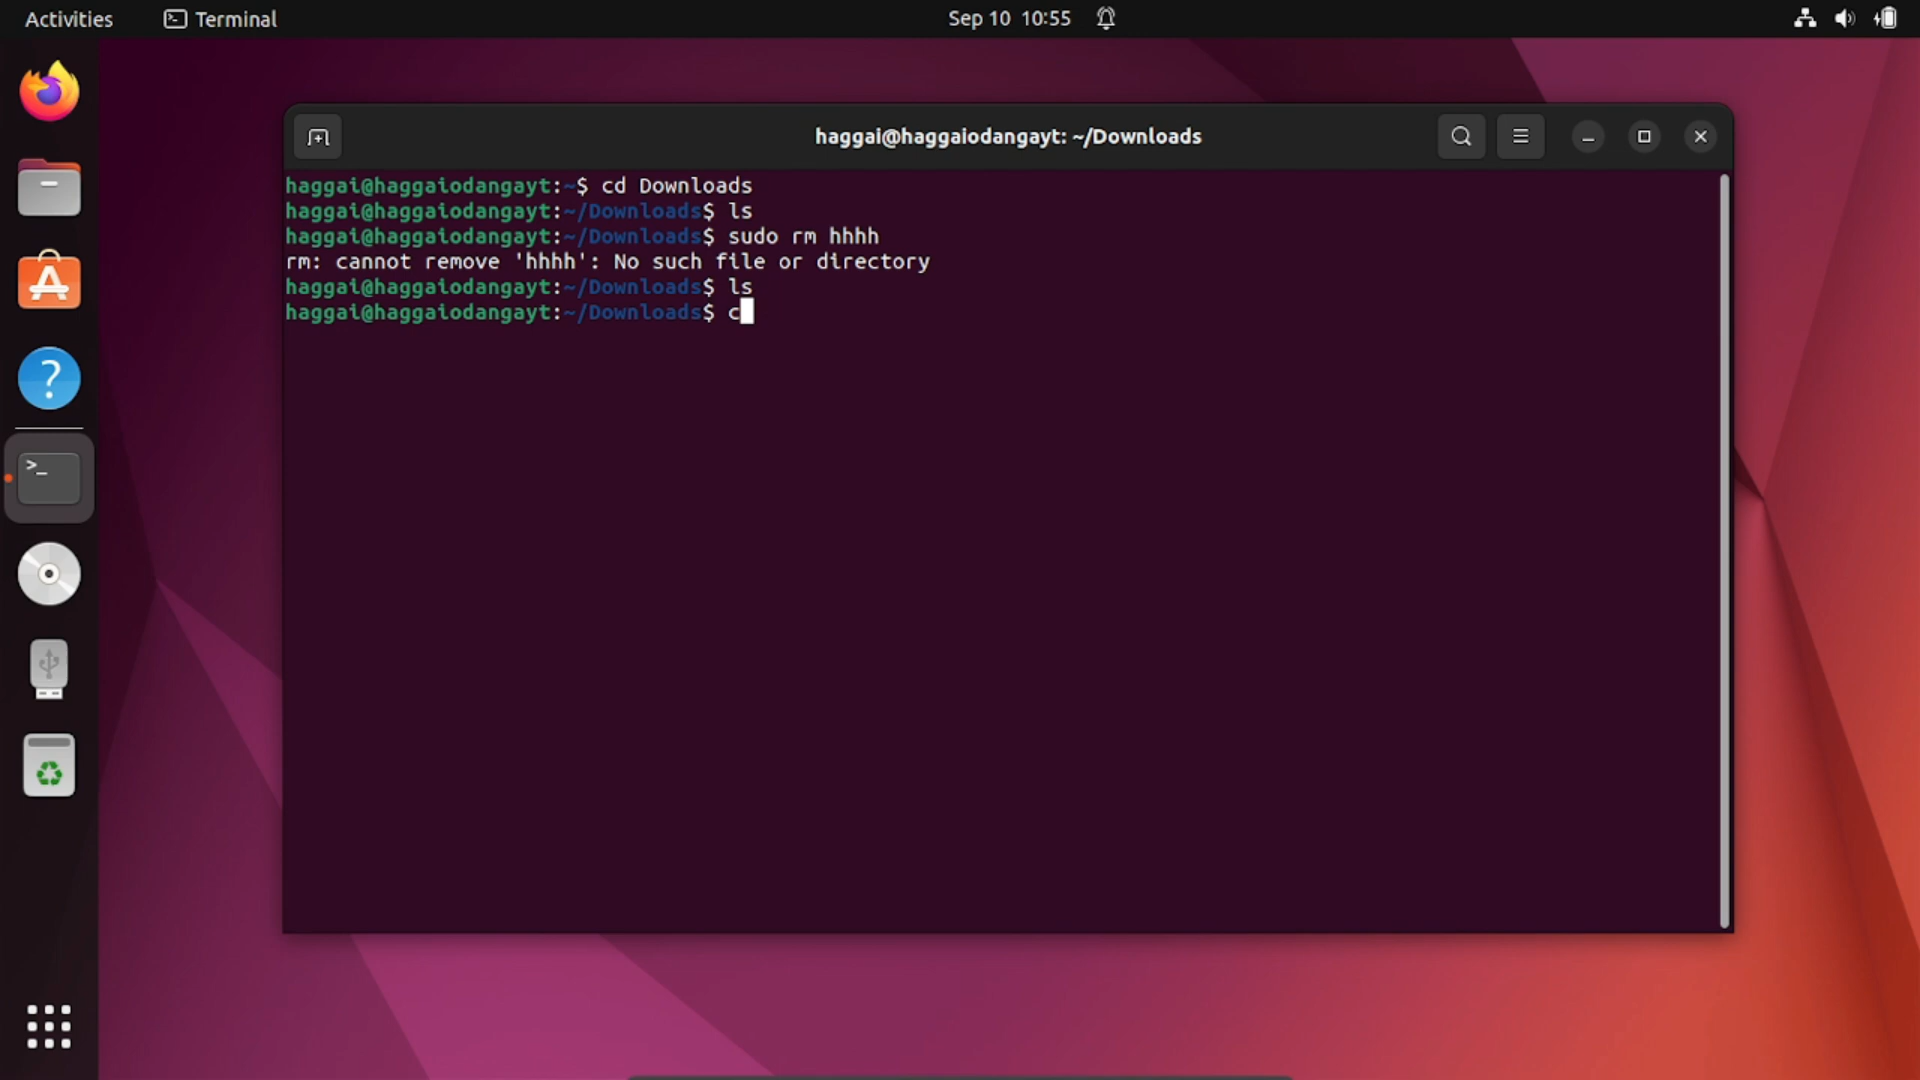 Activities Terminal Sep 10 10:55
haggai@haggaiodangayt: ~/Downloads
haggai@haggaiodangayt:~$ cd Downloads
haggai@haggaiodangayt:~/Downloads$ ls
haggai@haggaiodangayt:~/Downloads$ sudo rm hhhh
rm: cannot remove 'hhhh': No such file or directory
haggai@haggaiodangayt:~/Downloads$ ls
haggai@haggaiodangayt:~/Downloads$ c